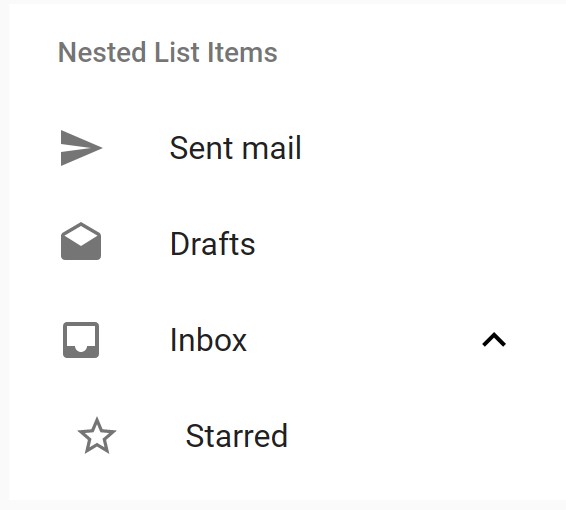 Nested List Items
Sent mail
Drafts
Inbox
Starred